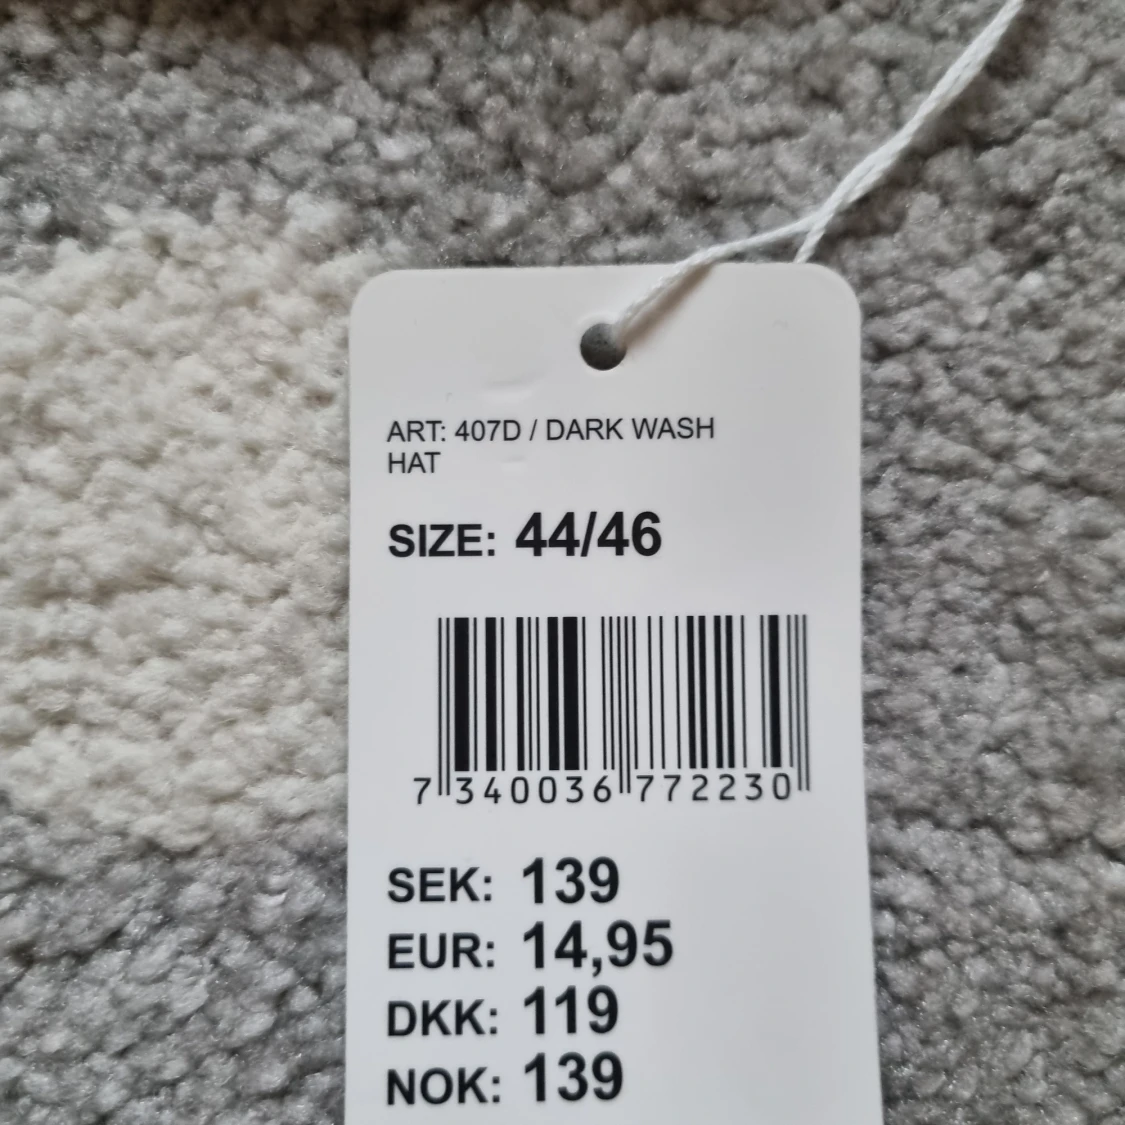 ART: 407D / DARK WASH
HAT
SIZE: 44/46
7 340036 772230
SEK: 139
EUR: 14,95
DKK: 119
NOK: 139